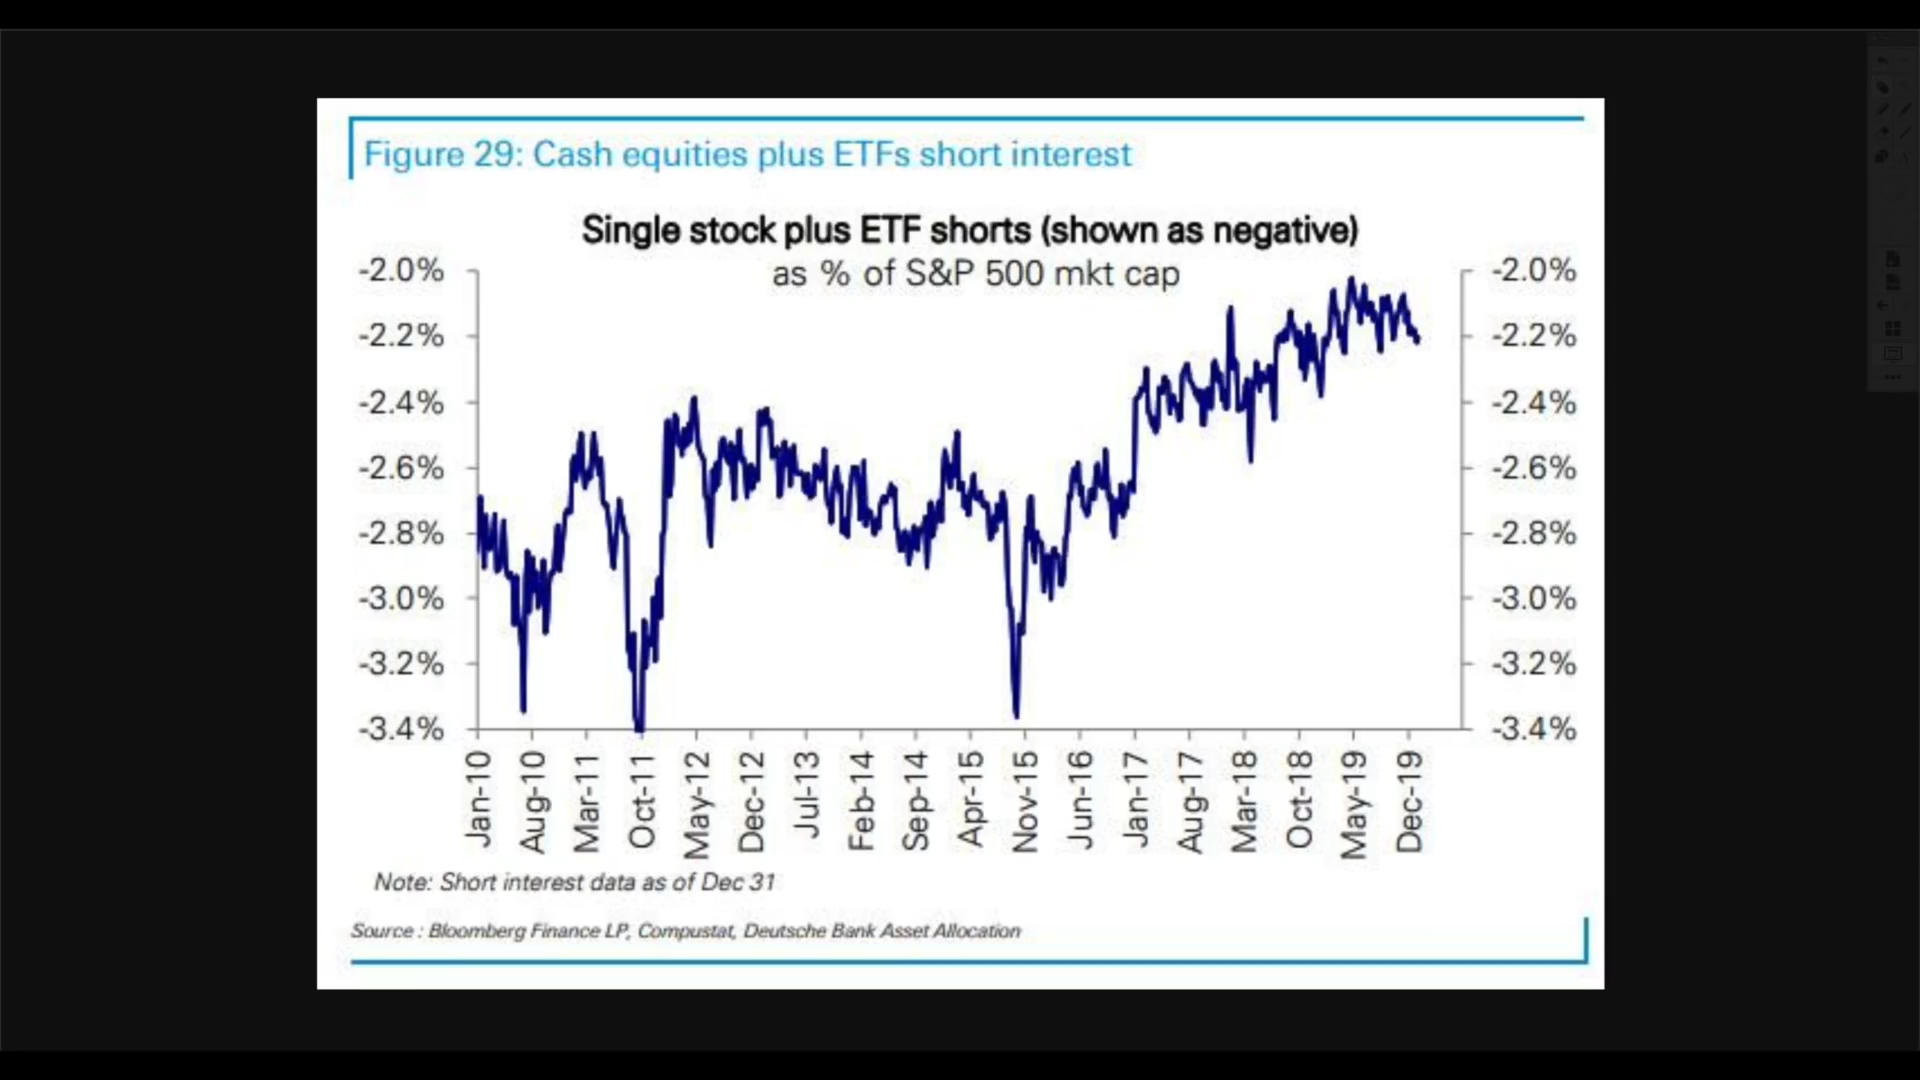 Figure 29: Cash equities plus ETFs short interest
Single stock plus ETF shorts (shown as negative)
as % of S&P 500 mkt cap
-2.0% -2.0%
-2.2% -2.2%
-2.4% -2.4%
-2.6% -2.6%
-2.8% -2.8%
-3.0% -3.0%
-3.2% -3.2%
-3.4% -3.4%
Jan-10 Aug-10 Mar-11 Oct-11 May-12 Dec-12 Jul-13 Feb-14 Sep-14 Apr-15 Nov-15 Jun-16 Jan-17 Aug-17 Mar-18 Oct-18 May-19 Dec-19
Note: Short interest data as of Dec 31
Source : Bloomberg Finance LP, Compustat, Deutsche Bank Asset Allocation